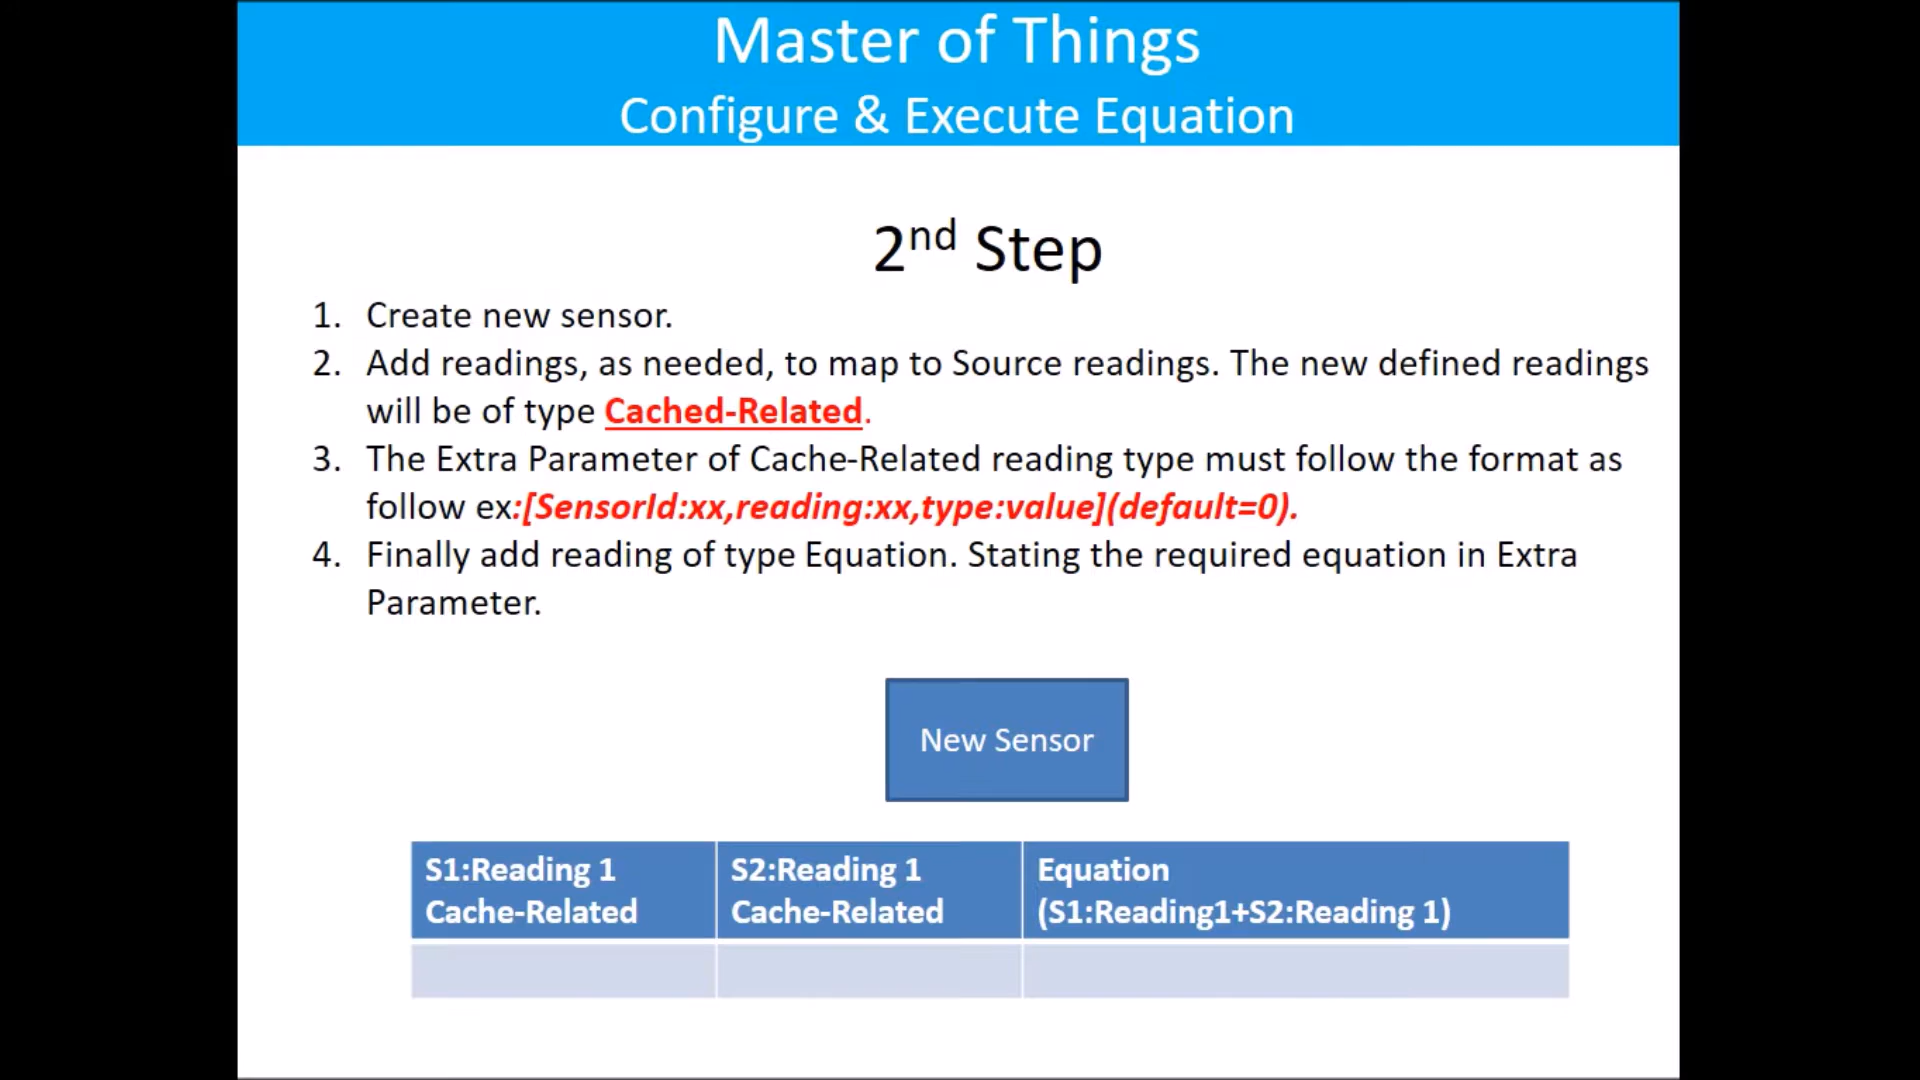 Master of Things
Configure & Execute Equation
2nd Step
1. Create new sensor.
2. Add readings, as needed, to map to Source readings. The new defined readings
will be of type Cached-Related.
3. The Extra Parameter of Cache-Related reading type must follow the format as
follow ex:[SensorId:xx,reading:xx,type:value](default=0).
4. Finally add reading of type Equation. Stating the required equation in Extra
Parameter.
New Sensor
S1:Reading 1
Cache-Related
S2:Reading 1
Cache-Related
Equation
(S1:Reading1+S2:Reading 1)